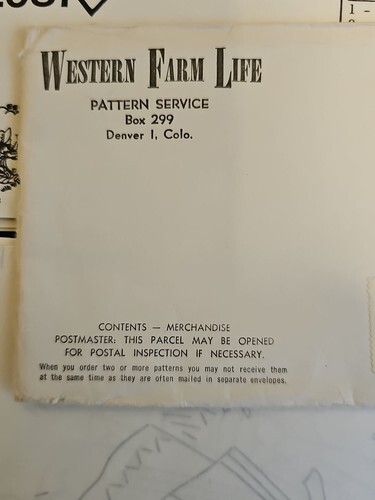 WESTERN FARM LIFE
PATTERN SERVICE
Box 299
Denver 1, Colo.
CONTENTS — MERCHANDISE
POSTMASTER: THIS PARCEL MAY BE OPENED
FOR POSTAL INSPECTION IF NECESSARY.
When you order two or more patterns you may not receive them
at the same time as they are often mailed in separate envelopes.